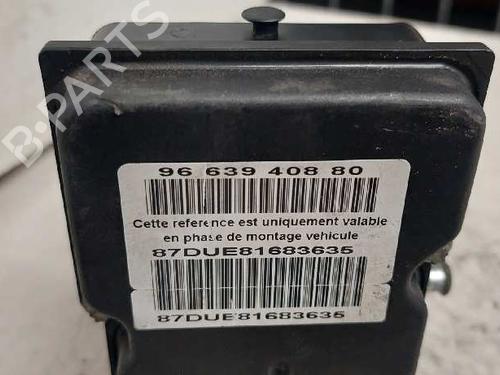 B-PARTS
96 639 408 80
Cette reference est uniquement valable
en phase de montage vehicule
87DUE81683635
87DUE81683635